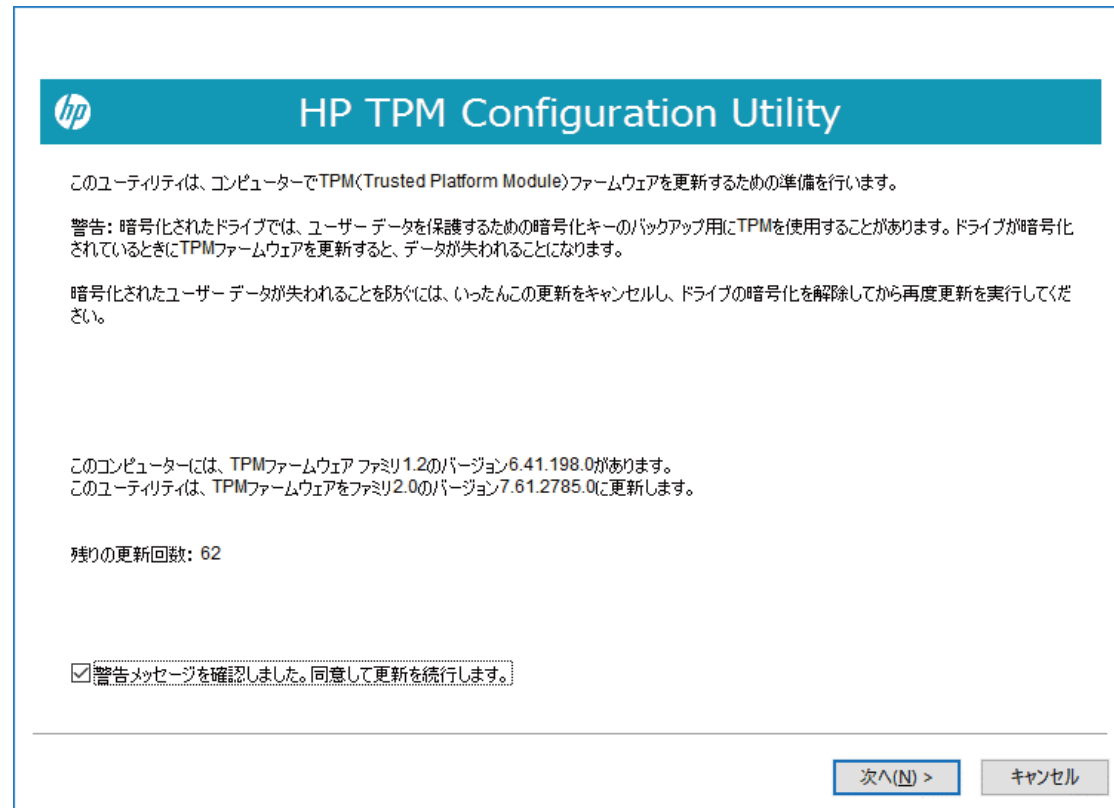 hp
HP TPM Configuration Utility
このユーティリティは、コンピューターでTPM(Trusted Platform Module)ファームウェアを更新するための準備を行います。
警告: 暗号化されたドライブでは、ユーザー データを保護するための暗号化キーのバックアップ用にTPMを使用することがあります。ドライブが暗号化
されているときにTPMファームウェアを更新すると、データが失われることになります。
暗号化されたユーザー データが失われることを防ぐには、いったんこの更新をキャンセルし、ドライブの暗号化を解除してから再度更新を実行してくだ
さい。
このコンピューターには、TPMファームウェア ファミリ1.2のバージョン6.41.198.0があります。
このユーティリティは、TPMファームウェアをファミリ2.0のバージョン7.61.2785.0に更新します。
残りの更新回数: 62
警告メッセージを確認しました。同意して更新を続行します。
次へ(N) > キャンセル